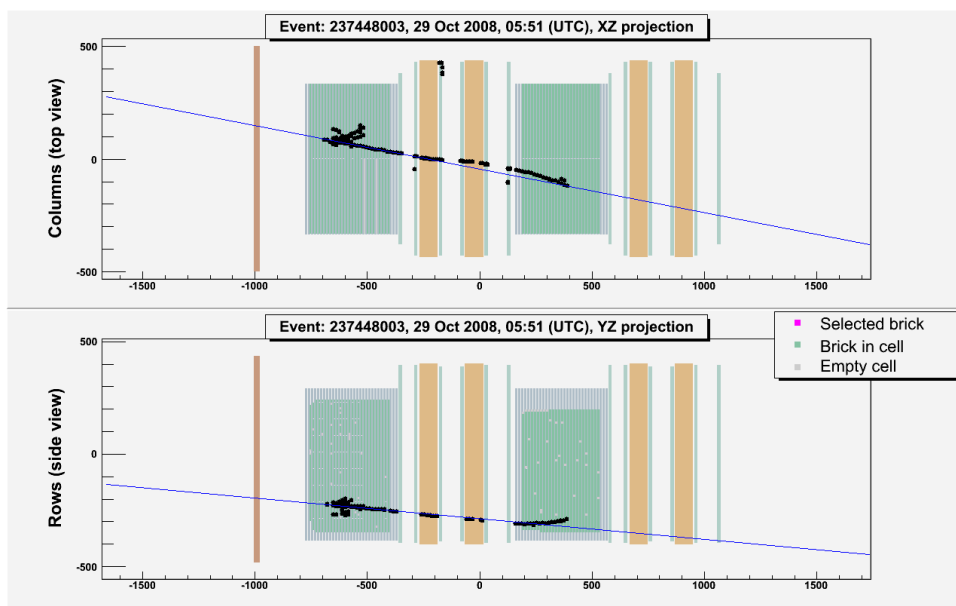 Event: 237448003, 29 Oct 2008, 05:51 (UTC), XZ projection
Columns (top view)
500
0
-500
-1500 -1000 -500 0 500 1000 1500
Event: 237448003, 29 Oct 2008, 05:51 (UTC), YZ projection
Selected brick
Brick in cell
Empty cell
Rows (side view)
500
0
-500
-1500 -1000 -500 0 500 1000 1500